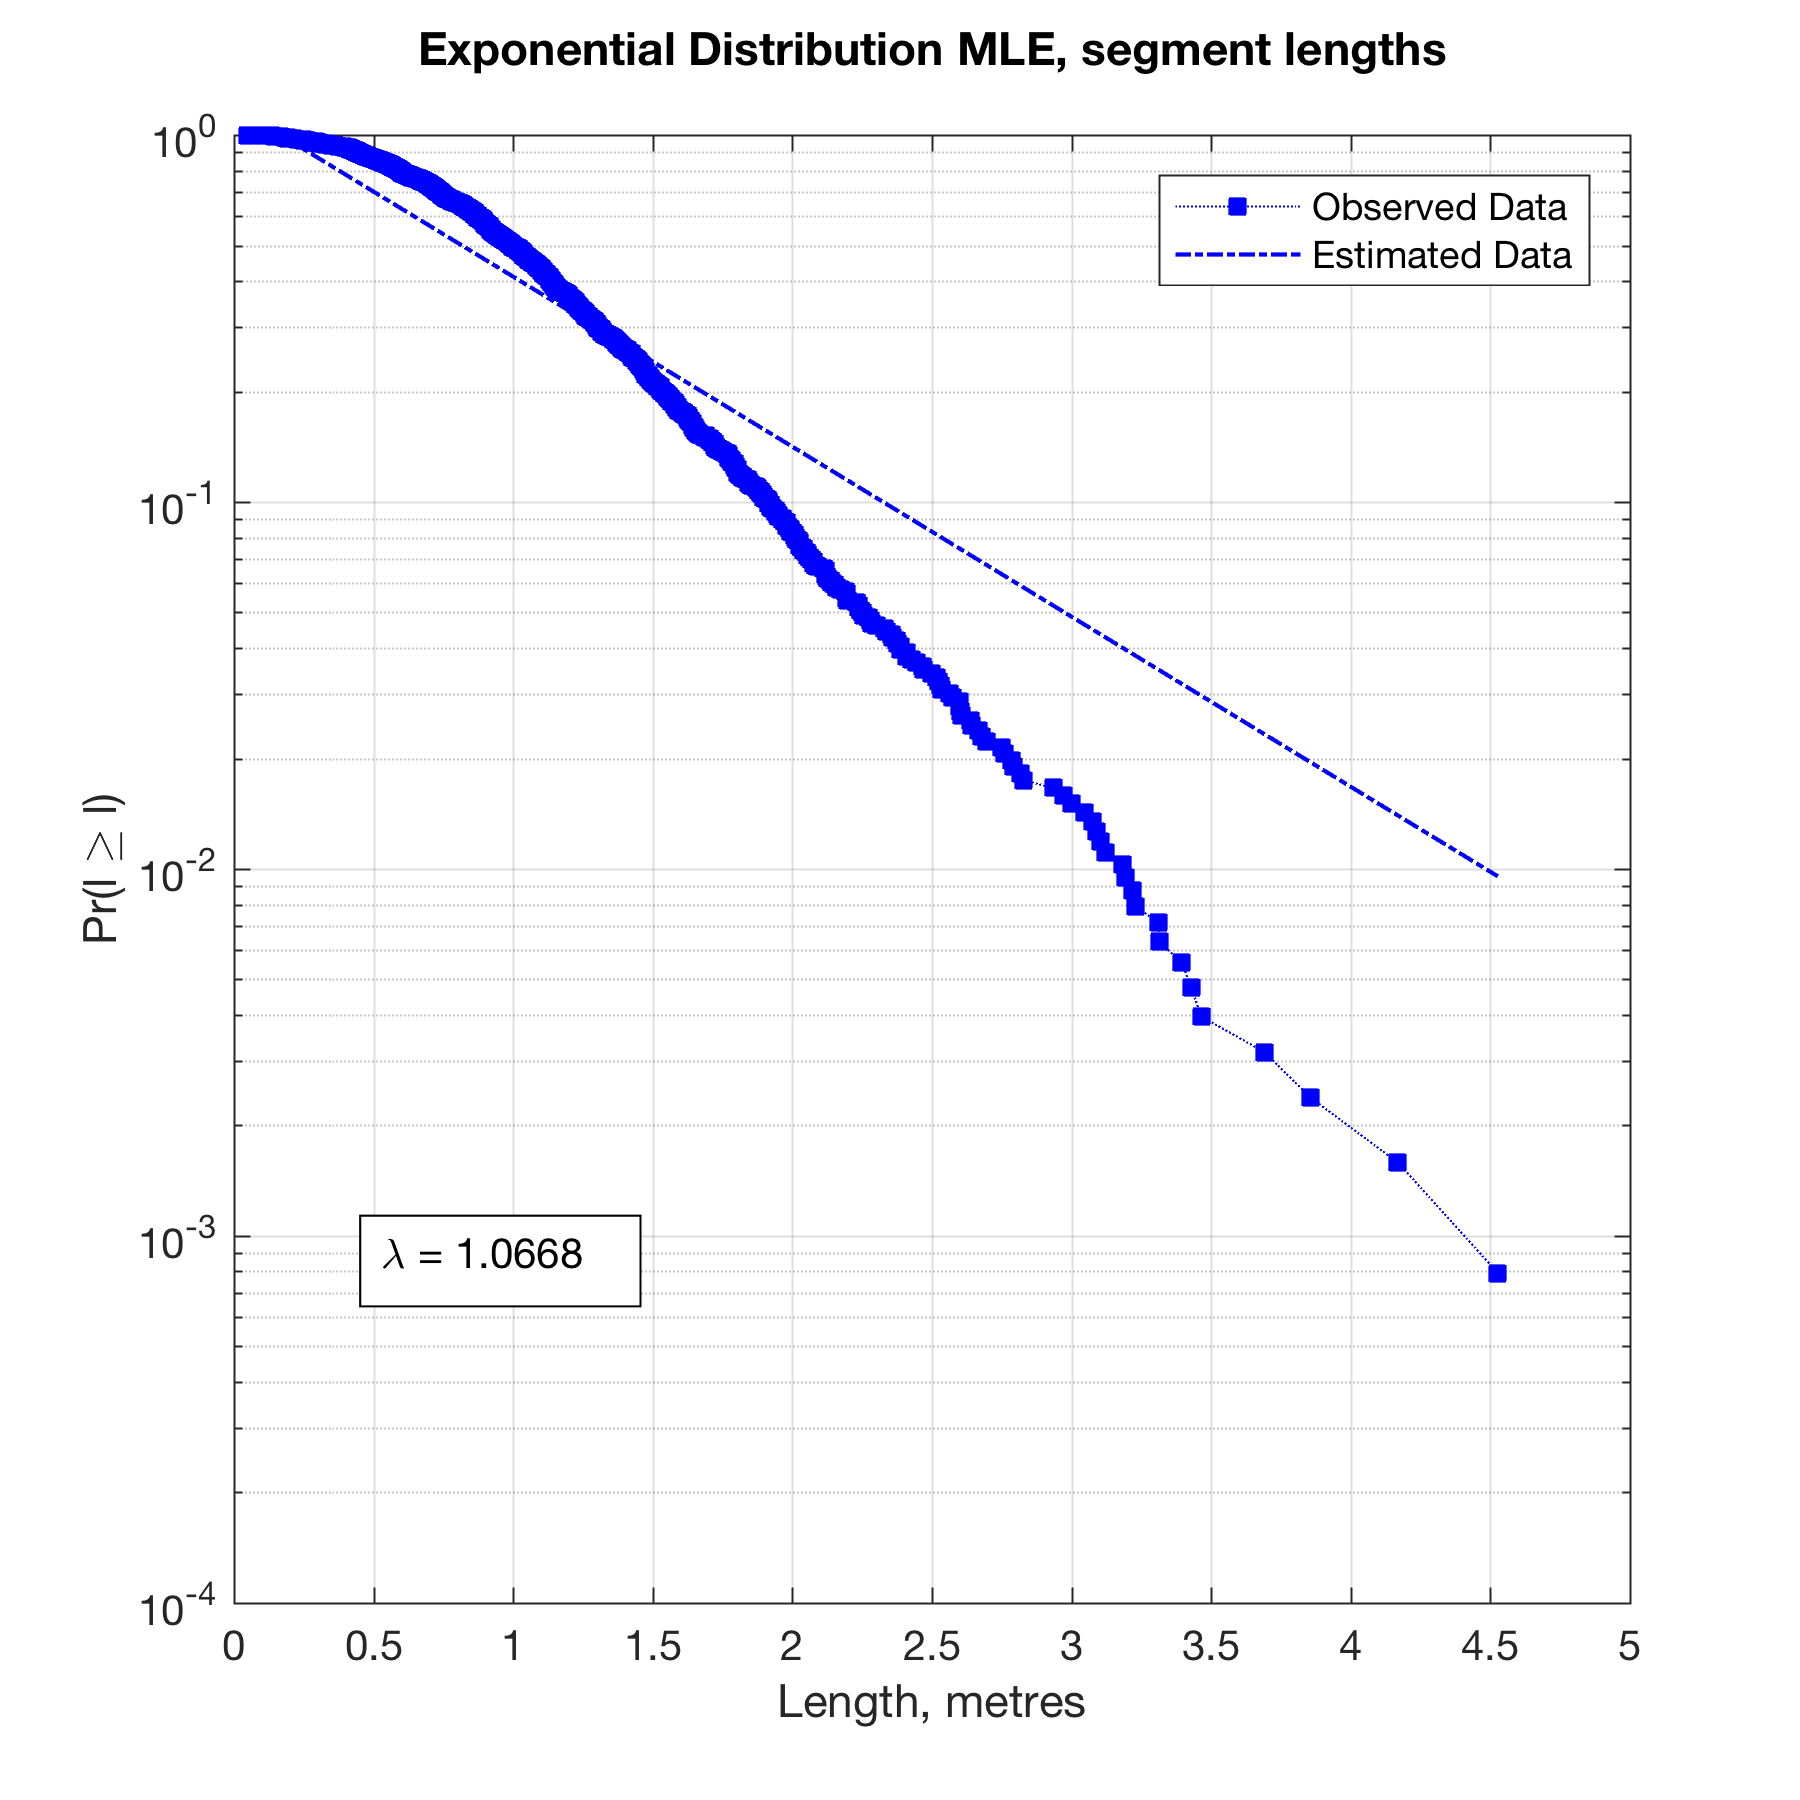 Exponential Distribution MLE, segment lengths
10^0
10^-1
10^-2
10^-3
10^-4
Pr(l ≥ l)
Observed Data
Estimated Data
λ = 1.0668
0 0.5 1 1.5 2 2.5 3 3.5 4 4.5 5
Length, metres